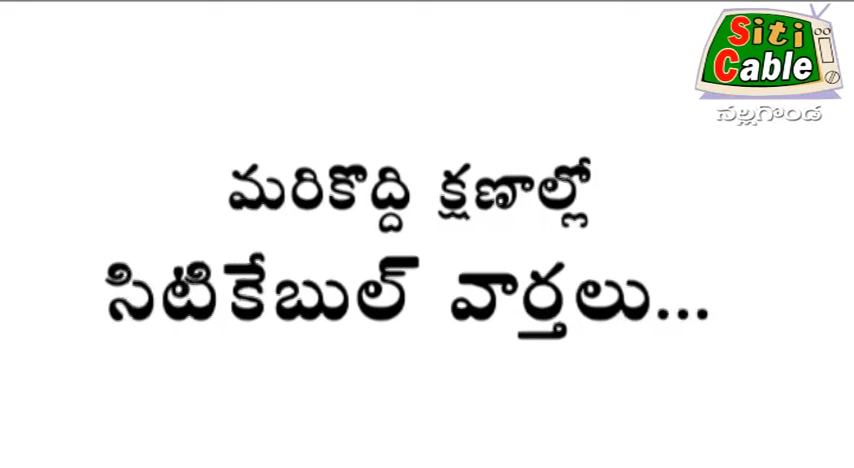 Siti
Cable
నల్లగొండ
మరికొద్ది క్షణాల్లో
సిటికేబుల్ వార్తలు...